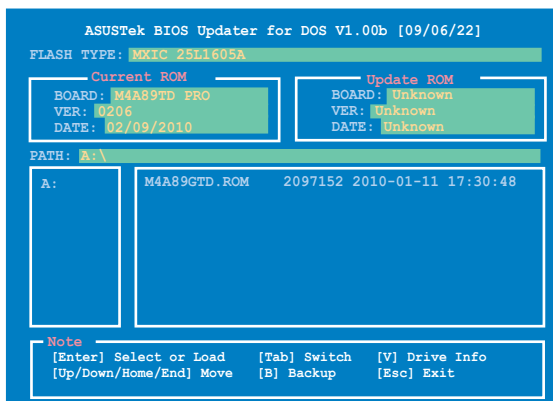 ASUSTek BIOS Updater for DOS V1.00b [09/06/22]
FLASH TYPE: MXIC 25L1605A
Current ROM
BOARD: M4A89TD PRO
VER: 0206
DATE: 02/09/2010
Update ROM
BOARD: Unknown
VER: Unknown
DATE: Unknown
PATH: A:\
A:
M4A89GTD.ROM 2097152 2010-01-11 17:30:48
Note
[Enter] Select or Load [Tab] Switch [V] Drive Info
[Up/Down/Home/End] Move [B] Backup [Esc] Exit